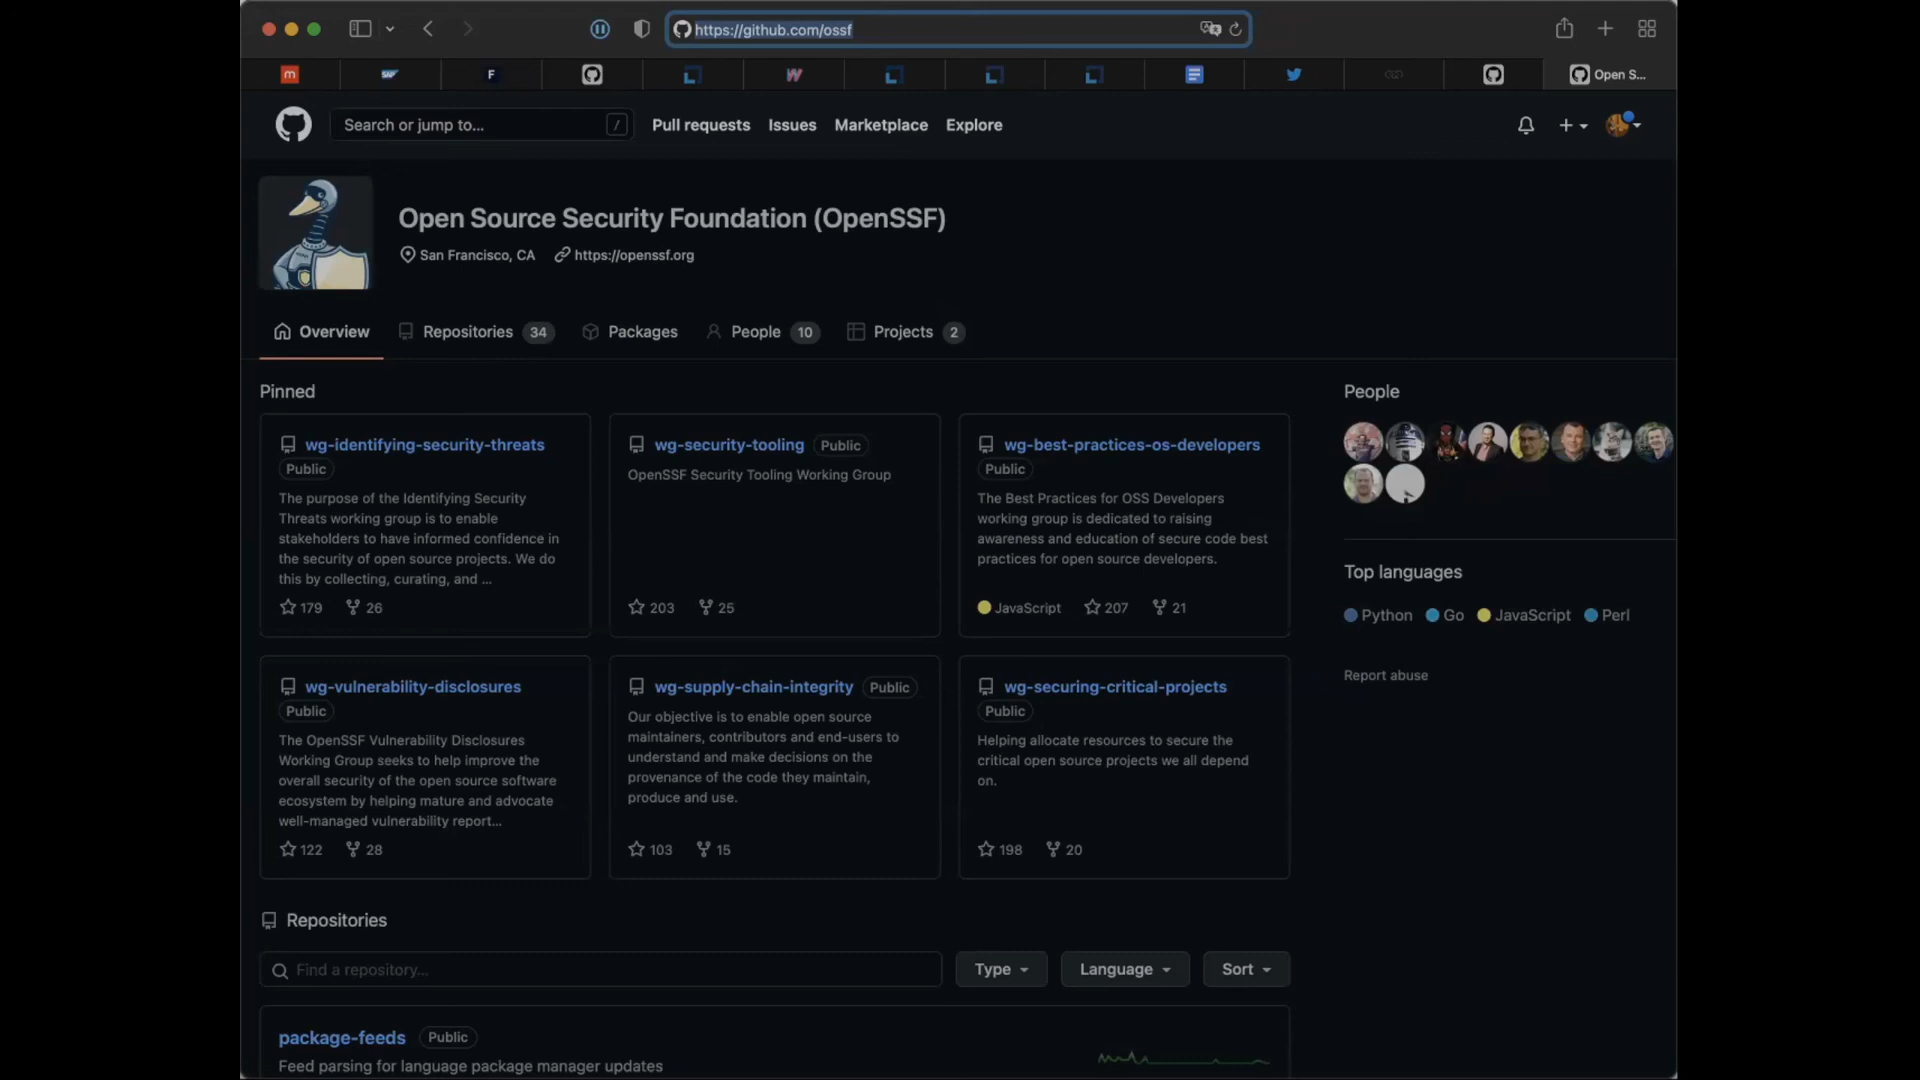 https://github.com/ossf
m
SAP
F
Open S...
Search or jump to...
/
Pull requests
Issues
Marketplace
Explore
Open Source Security Foundation (OpenSSF)
San Francisco, CA
https://openssf.org
Overview
Repositories 34
Packages
People 10
Projects 2
Pinned
wg-identifying-security-threats
Public
The purpose of the Identifying Security
Threats working group is to enable
stakeholders to have informed confidence in
the security of open source projects. We do
this by collecting, curating, and ...
179
26
wg-security-tooling
Public
OpenSSF Security Tooling Working Group
203
25
wg-best-practices-os-developers
Public
The Best Practices for OSS Developers
working group is dedicated to raising
awareness and education of secure code best
practices for open source developers.
JavaScript
207
21
wg-vulnerability-disclosures
Public
The OpenSSF Vulnerability Disclosures
Working Group seeks to help improve the
overall security of the open source software
ecosystem by helping mature and advocate
well-managed vulnerability report...
122
28
wg-supply-chain-integrity
Public
Our objective is to enable open source
maintainers, contributors and end-users to
understand and make decisions on the
provenance of the code they maintain,
produce and use.
103
15
wg-securing-critical-projects
Public
Helping allocate resources to secure the
critical open source projects we all depend
on.
198
20
People
Top languages
Python
Go
JavaScript
Perl
Report abuse
Repositories
Find a repository...
Type
Language
Sort
package-feeds
Public
Feed parsing for language package manager updates